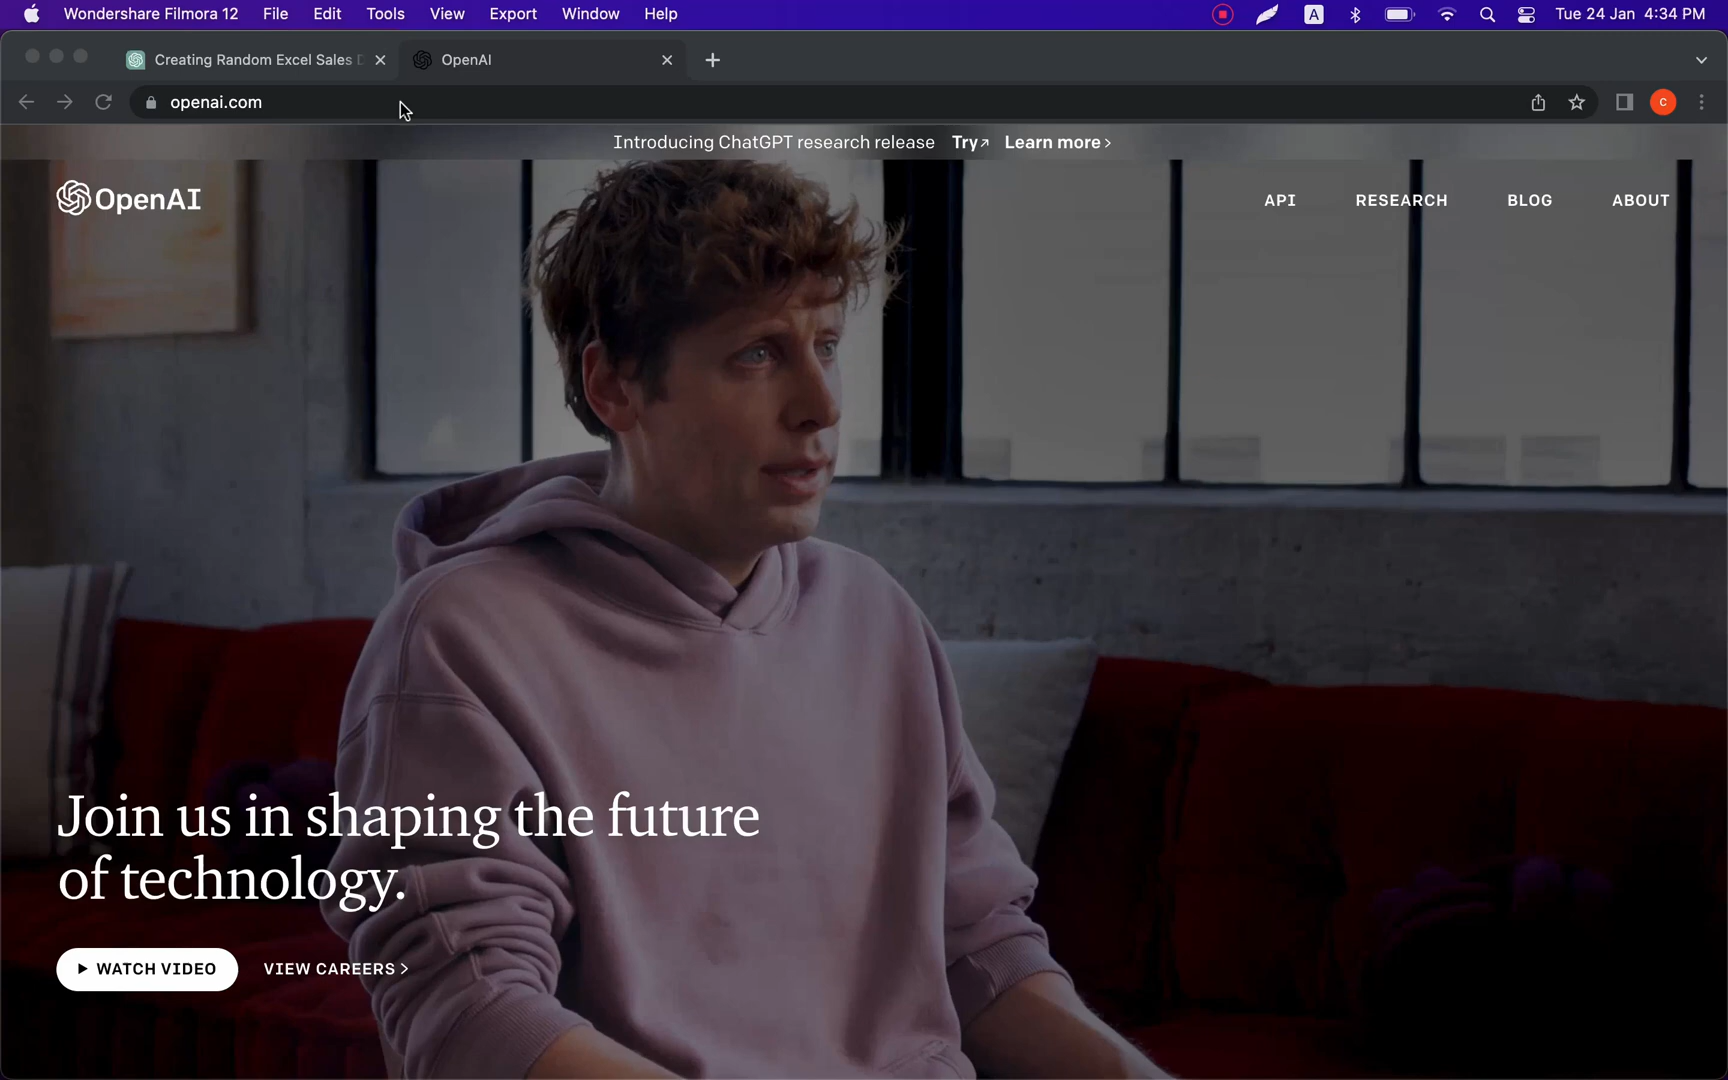 Wondershare Filmora 12 File Edit Tools View Export Window Help A Tue 24 Jan 4:34 PM
Creating Random Excel Sales D OpenAI
openai.com C
Introducing ChatGPT research release Try↗ Learn more >
OpenAI API RESEARCH BLOG ABOUT
Join us in shaping the future
of technology.
WATCH VIDEO VIEW CAREERS >